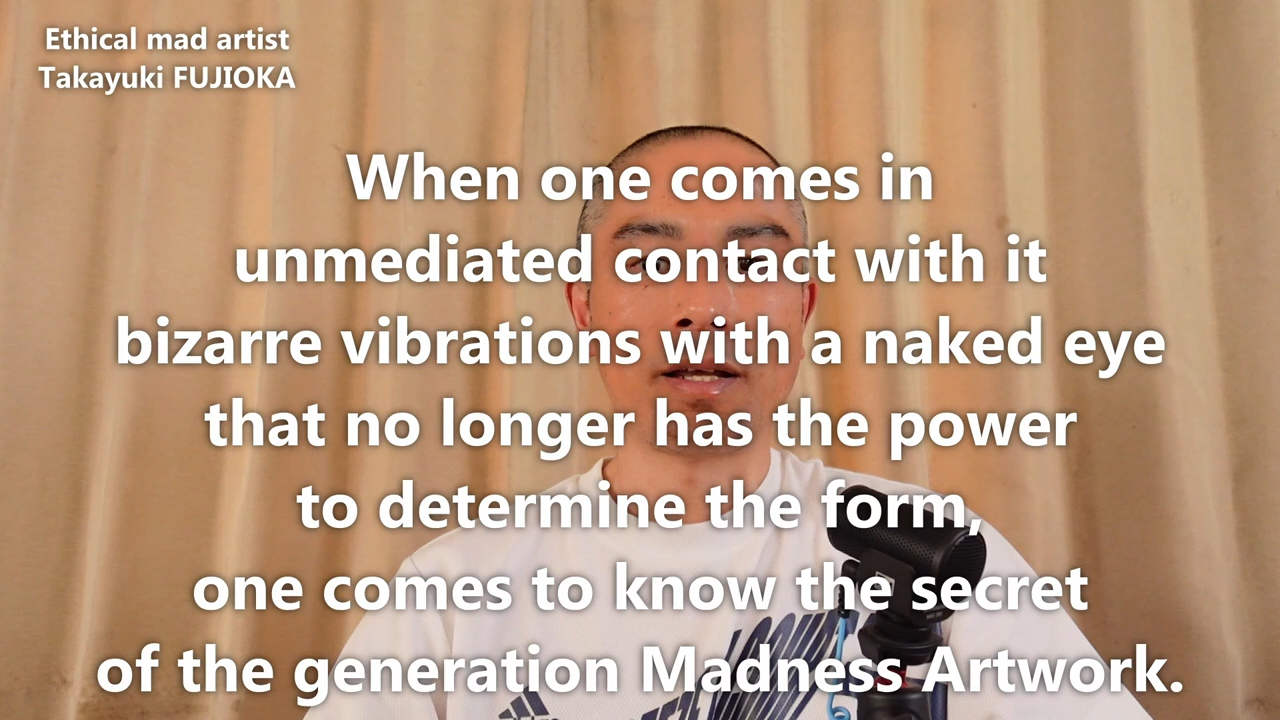 Ethical mad artist
Takayuki FUJIOKA
When one comes in
unmediated contact with it
bizarre vibrations with a naked eye
that no longer has the power
to determine the form,
one comes to know the secret
of the generation Madness Artwork.